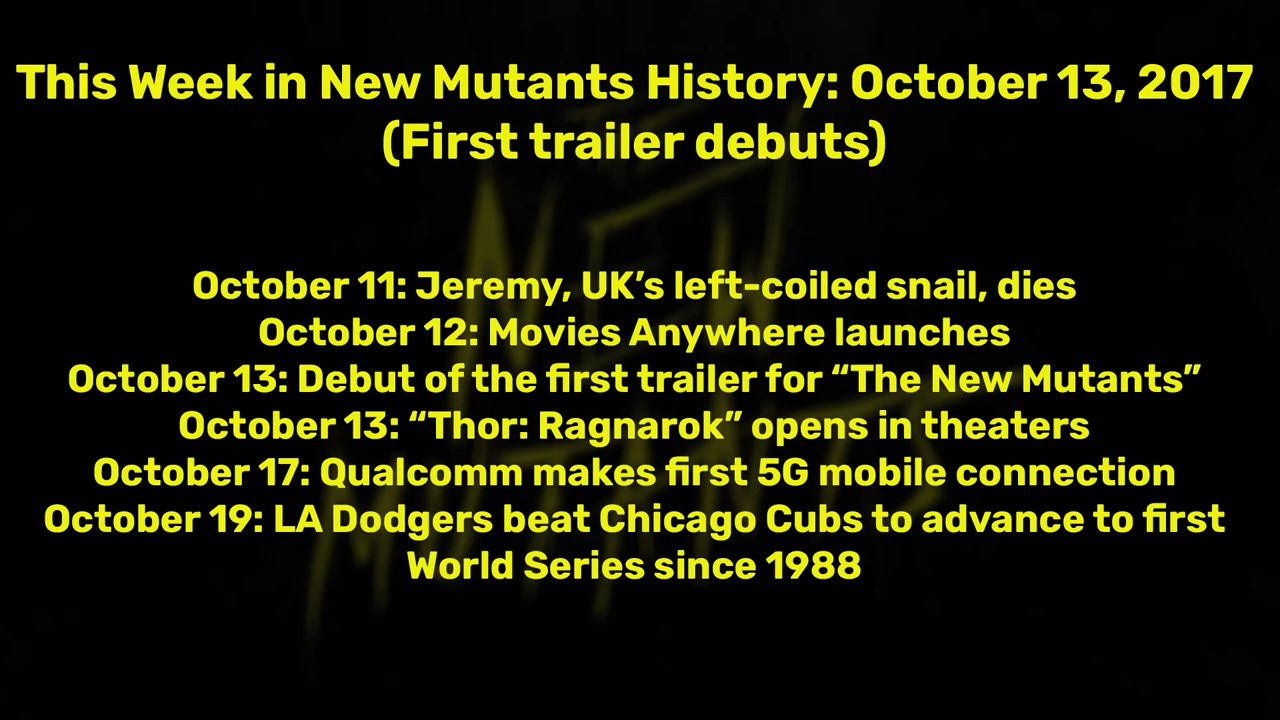 This Week in New Mutants History: October 13, 2017
(First trailer debuts)
October 11: Jeremy, UK’s left-coiled snail, dies
October 12: Movies Anywhere launches
October 13: Debut of the first trailer for “The New Mutants”
October 13: “Thor: Ragnarok” opens in theaters
October 17: Qualcomm makes first 5G mobile connection
October 19: LA Dodgers beat Chicago Cubs to advance to first
World Series since 1988
NEW
MUTANTS